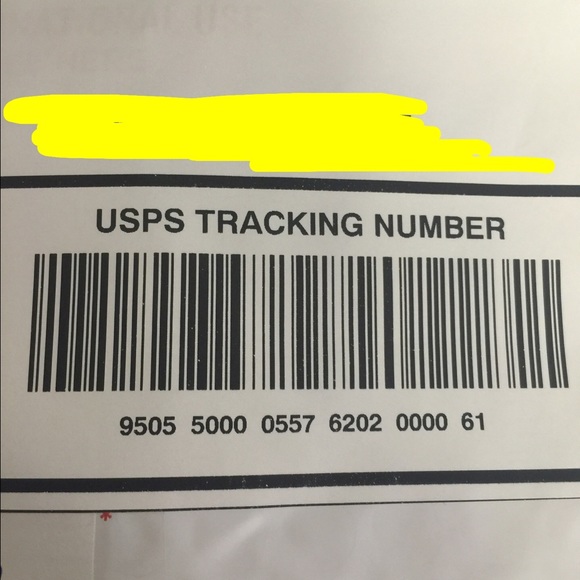 USPS TRACKING NUMBER
9505 5000 0557 6202 0000 61
*